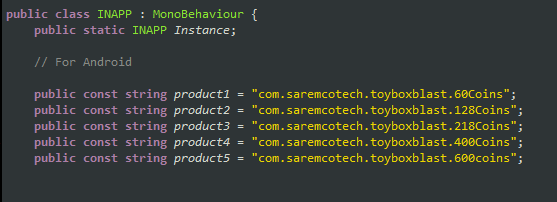 public class INAPP : MonoBehaviour {
public static INAPP Instance;
// For Android
public const string product1 = "com.saremcotech.toyboxblast.60Coins";
public const string product2 = "com.saremcotech.toyboxblast.128Coins";
public const string product3 = "com.saremcotech.toyboxblast.218Coins";
public const string product4 = "com.saremcotech.toyboxblast.400Coins";
public const string product5 = "com.saremcotech.toyboxblast.600coins";